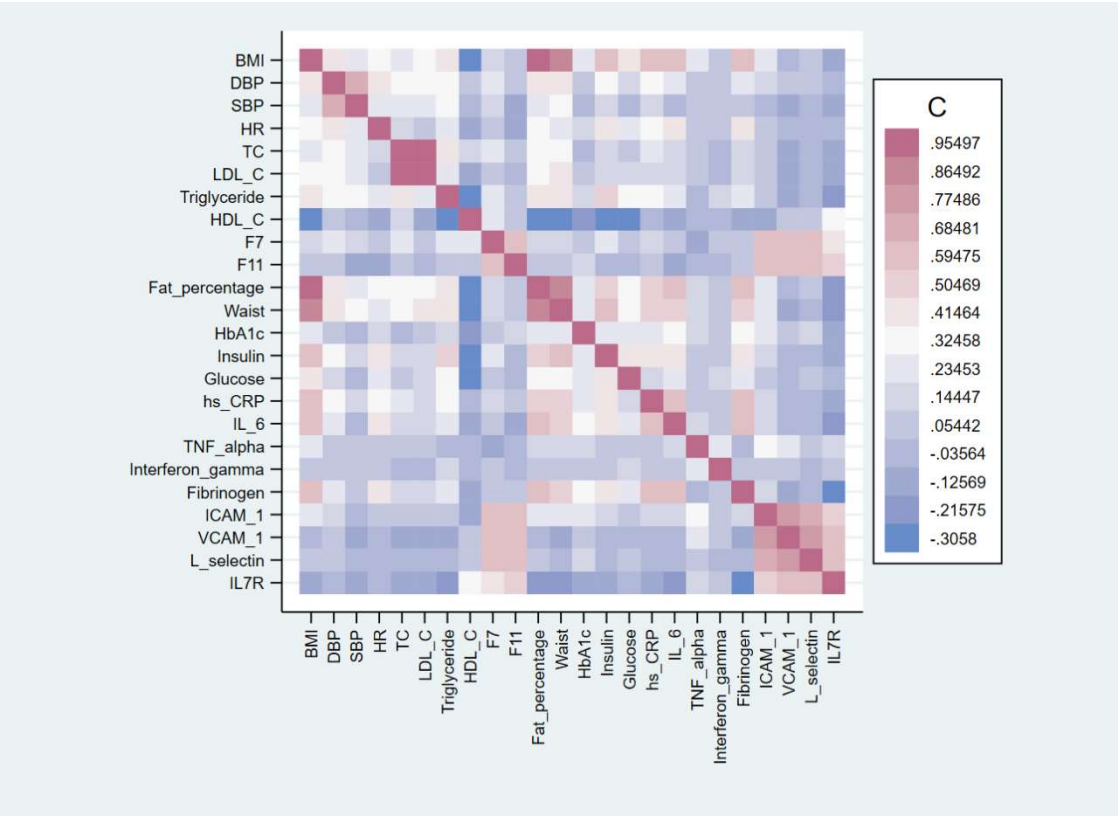 BMI
DBP
SBP
HR
TC
LDL_C
Triglyceride
HDL_C
F7
F11
Fat_percentage
Waist
HbA1c
Insulin
Glucose
hs_CRP
IL_6
TNF_alpha
Interferon_gamma
Fibrinogen
ICAM_1
VCAM_1
L_selectin
IL7R
BMI
DBP
SBP
HR
TC
LDL_C
Triglyceride
HDL_C
F7
F11
Fat_percentage
Waist
HbA1c
Insulin
Glucose
hs_CRP
IL_6
TNF_alpha
Interferon_gamma
Fibrinogen
ICAM_1
VCAM_1
L_selectin
IL7R
C
.95497
.86492
.77486
.68481
.59475
.50469
.41464
.32458
.23453
.14447
.05442
-.03564
-.12569
-.21575
-.3058